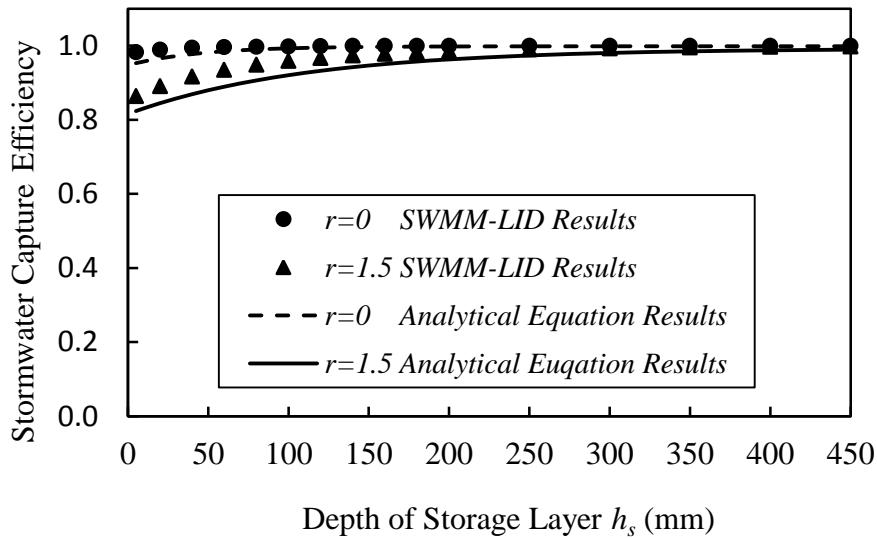 Stormwater Capture Efficiency
1.0
0.8
0.6
0.4
0.2
0.0
r=0 SWMM-LID Results
r=1.5 SWMM-LID Results
r=0 Analytical Equation Results
r=1.5 Analytical Euqation Results
0 50 100 150 200 250 300 350 400 450
Depth of Storage Layer hs (mm)